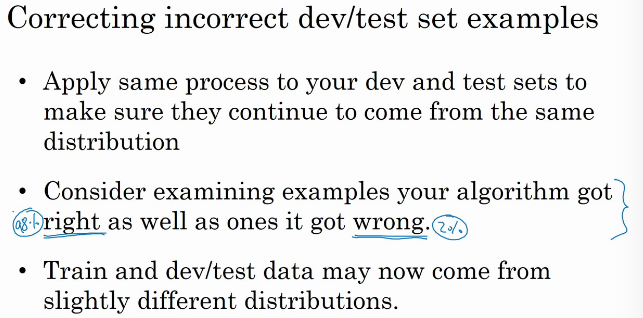 Correcting incorrect dev/test set examples
• Apply same process to your dev and test sets to
make sure they continue to come from the same
distribution
• Consider examining examples your algorithm got
98% right as well as ones it got wrong. 2%
• Train and dev/test data may now come from
slightly different distributions.